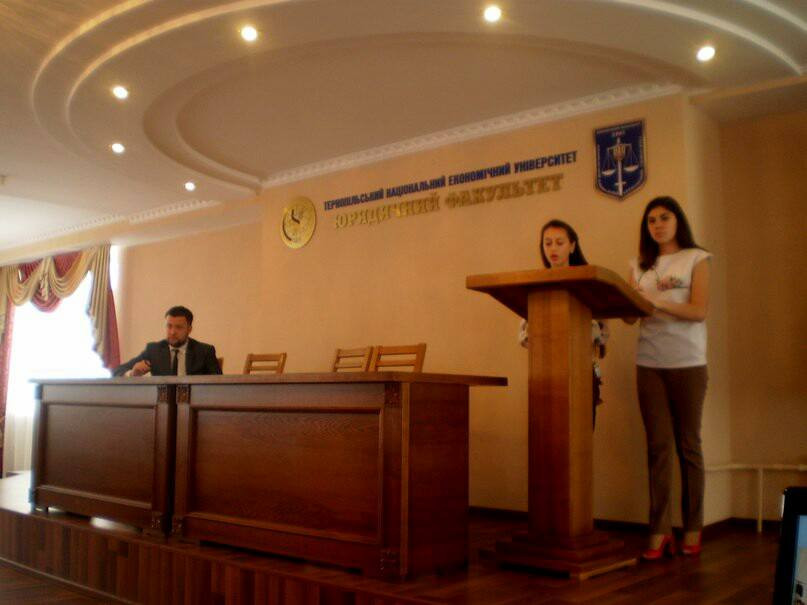 ТЕРНОПІЛЬСЬКИЙ НАЦІОНАЛЬНИЙ ЕКОНОМІЧНИЙ УНІВЕРСИТЕТ
ЮРИДИЧНИЙ ФАКУЛЬТЕТ